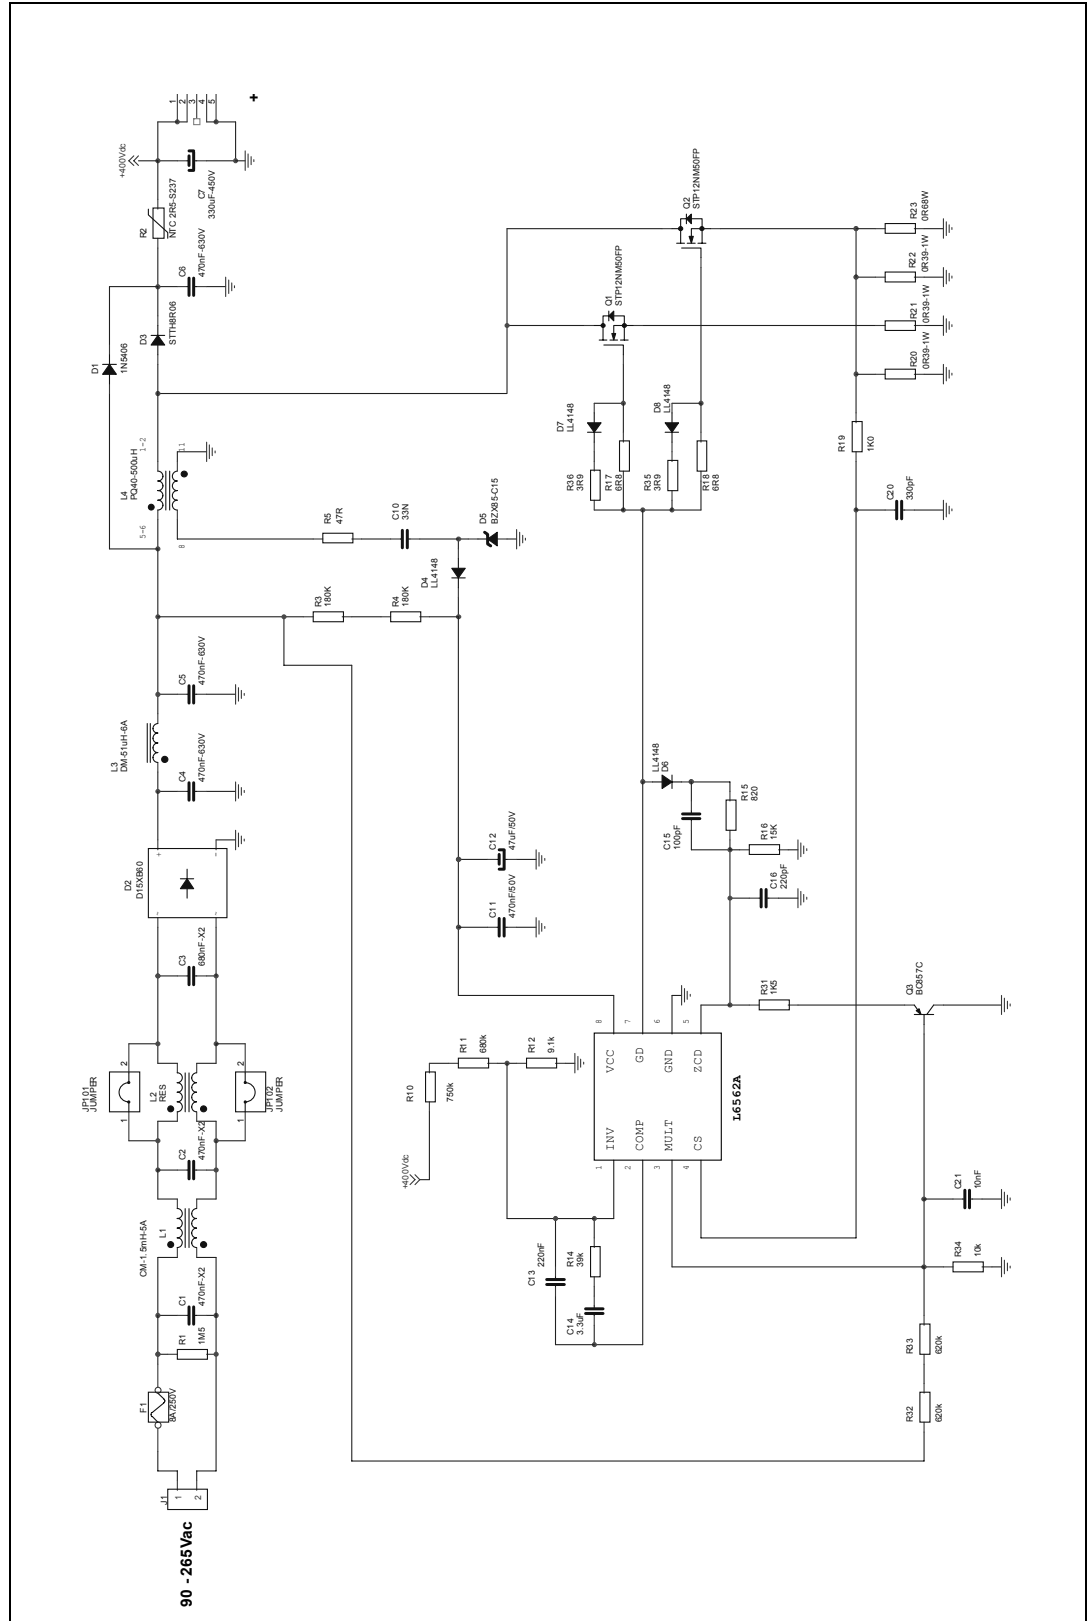 90 - 265Vac
J1
1
2
F1
8A/250V
R1
1M5
C1
470nF-X2
CM-1.5mH-5A
L1
C2
470nF-X2
JP101
JUMPER
1
2
L2
RES
JP102
JUMPER
1
2
C3
680nF-X2
D2
D15XB60
~
~
+
-
C4
470nF-630V
L3
DM-51uH-6A
C5
470nF-630V
5-6
L4
PQ40-500uH
1-2
8
11
D1
1N5406
D3
STTH8R06
C6
470nF-630V
R2
NTC 2R5-S237
+400Vdc
C7
330uF-450V
1
2
3
4
5
+
R3
180K
R4
180K
R5
47R
C10
33N
D4
LL4148
D5
BZX85-C15
C11
470nF/50V
C12
47uF/50V
+400Vdc
R10
750k
R11
680k
R12
9.1k
C13
220nF
R14
39k
C14
3.3uF
1
2
3
4
INV
COMP
MULT
CS
VCC
GD
GND
ZCD
8
7
6
5
L6562A
LL4148
D6
C15
100pF
R15
820
R16
15K
C16
220pF
R31
1K5
Q3
BC857C
R36
3R9
D7
LL4148
R17
6R8
R35
3R9
D8
LL4148
R18
6R8
Q1
STP12NM50FP
Q2
STP12NM50FP
R19
1K0
C20
330pF
R20
0R39-1W
R21
0R39-1W
R22
0R39-1W
R23
0R68W
R32
620k
R33
620k
R34
10k
C21
10nF